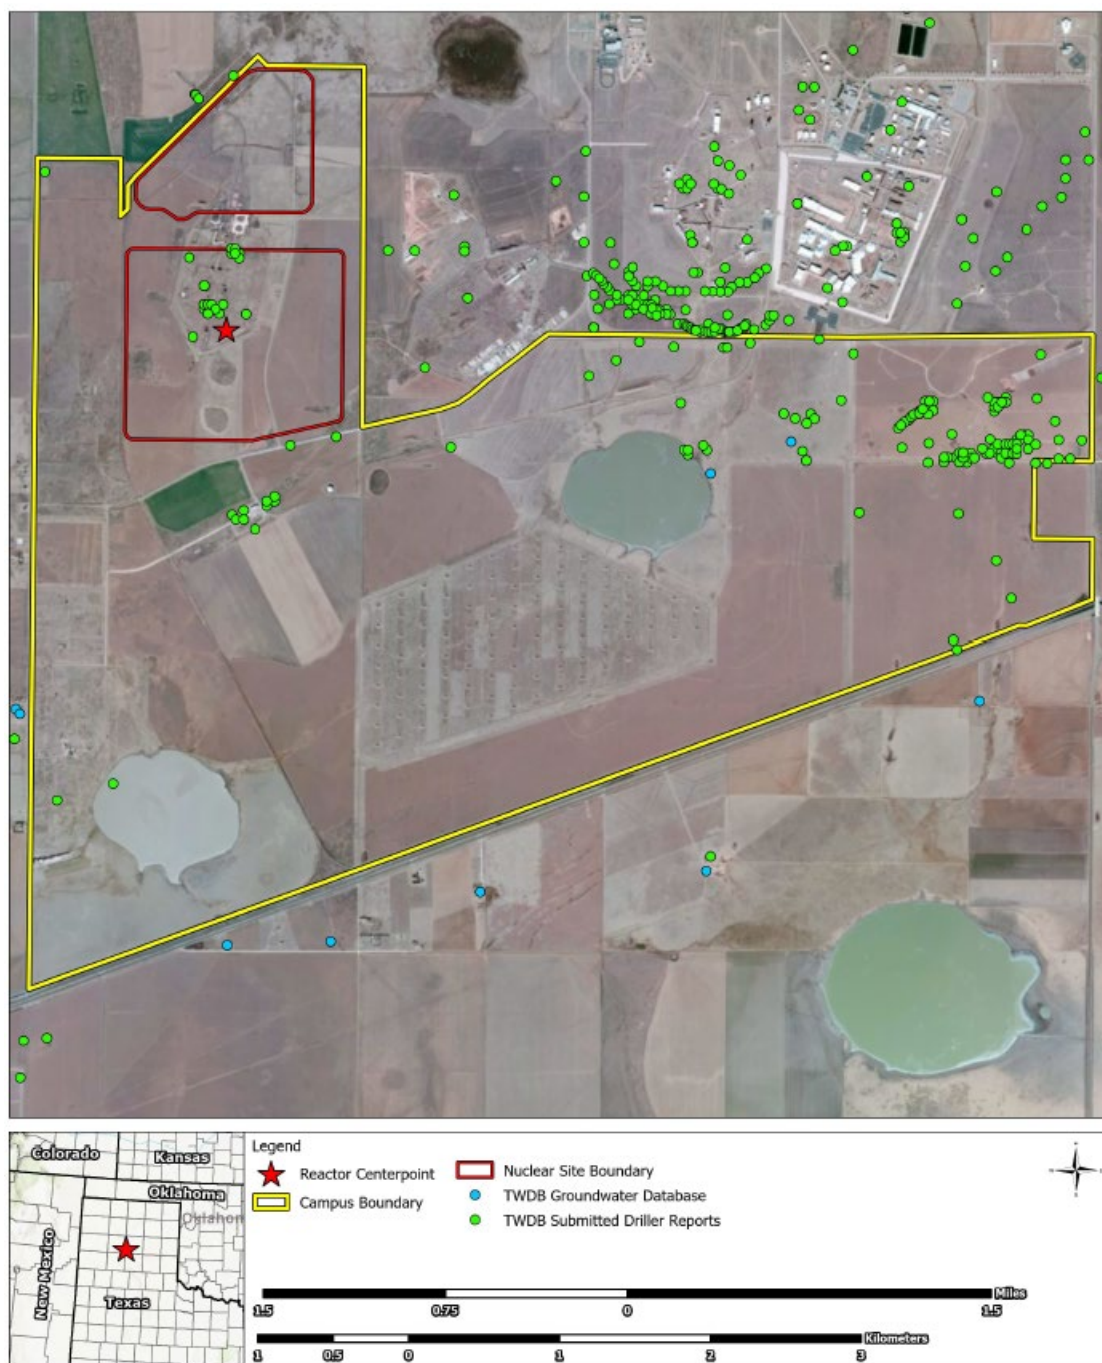 Legend
Reactor Centerpoint
Campus Boundary
Nuclear Site Boundary
TWDB Groundwater Database
TWDB Submitted Driller Reports
Colorado
Kansas
Oklahoma
Oklahom
New Mexico
Texas
1.5 0.75 0 1.5 Miles
1 0.5 0 1 2 3 Kilometers